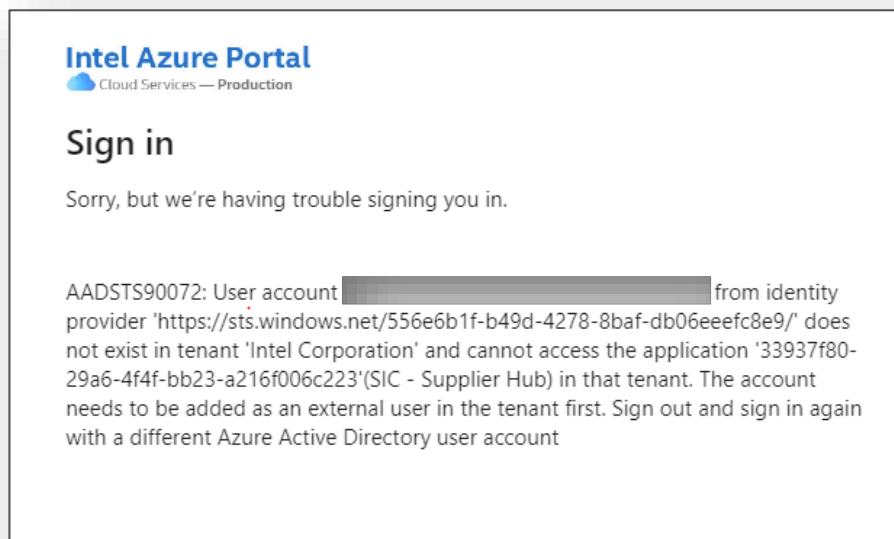 Intel Azure Portal
Cloud Services — Production
Sign in
Sorry, but we're having trouble signing you in.
AADSTS90072: User account from identity
provider 'https://sts.windows.net/556e6b1f-b49d-4278-8baf-db06eeefc8e9/' does
not exist in tenant 'Intel Corporation' and cannot access the application '33937f80-
29a6-4f4f-bb23-a216f006c223'(SIC - Supplier Hub) in that tenant. The account
needs to be added as an external user in the tenant first. Sign out and sign in again
with a different Azure Active Directory user account